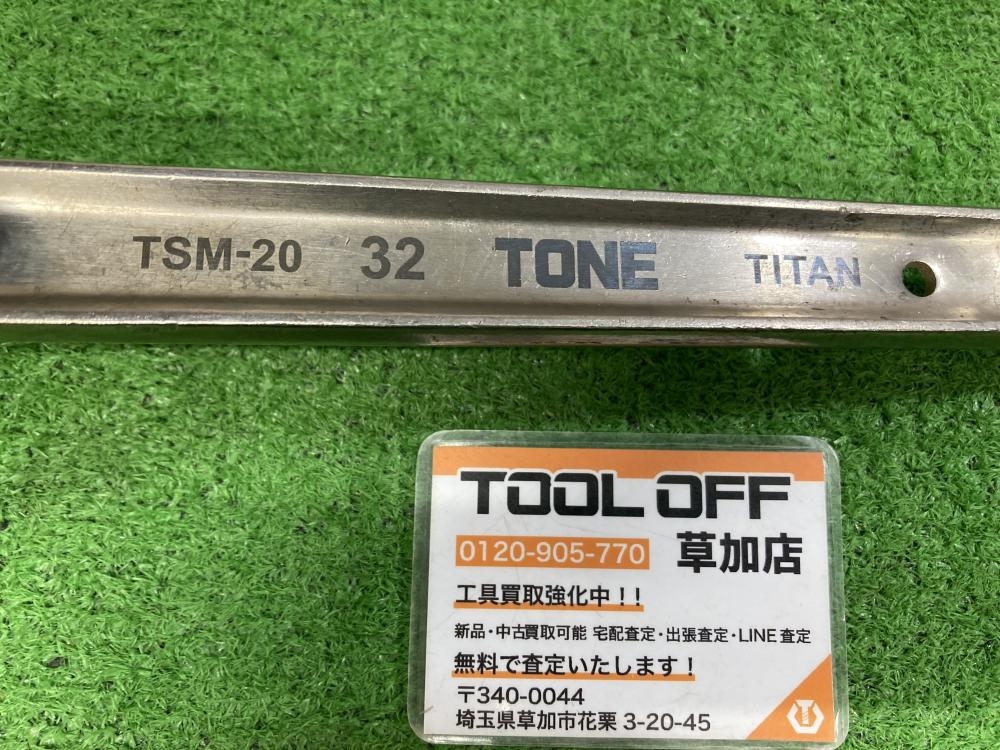 TSM-20 32 TONE TITAN
TOOL OFF
0120-905-770 草加店
工具買取強化中!!
新品・中古買取可能 宅配査定・出張査定・LINE査定
無料で査定いたします!
〒340-0044
埼玉県草加市花栗 3-20-45